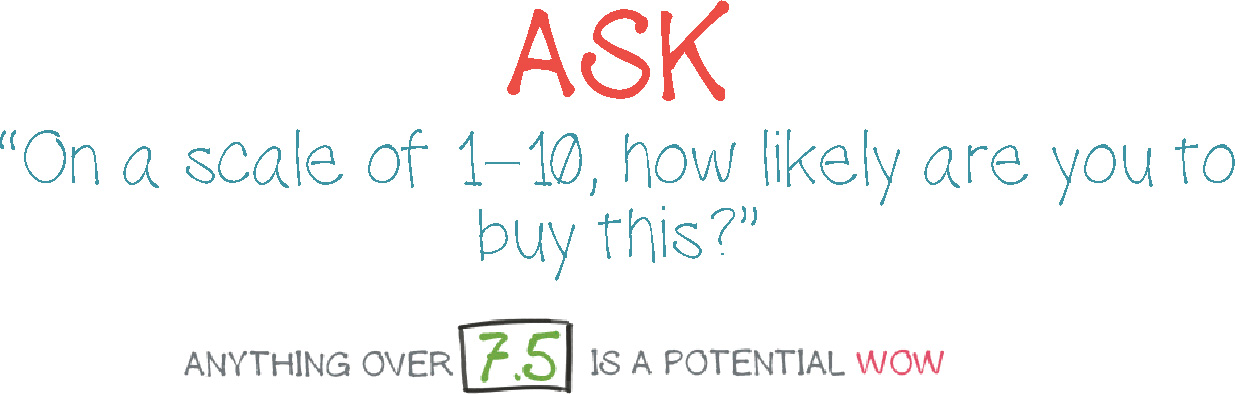 ASK
“On a scale of 1–10, how likely are you to
buy this?”
ANYTHING OVER 7.5 IS A POTENTIAL WOW